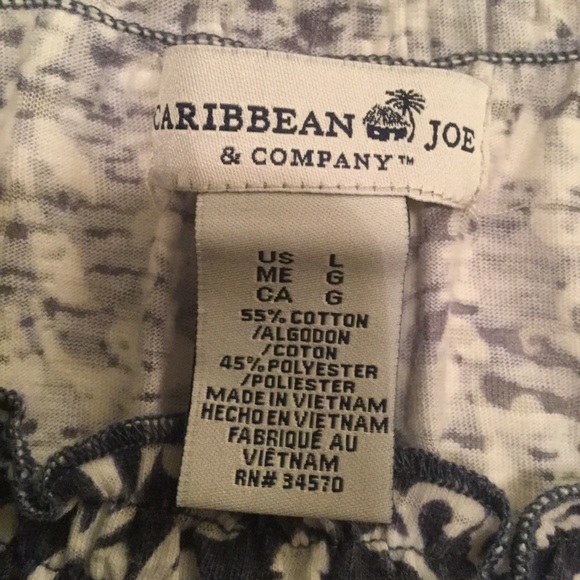 CARIBBEAN JOE
& COMPANY™
US L
ME G
CA G
55% COTTON
/ALGODON
/COTON
45% POLYESTER
/POLIESTER
MADE IN VIETNAM
HECHO EN VIETNAM
FABRIQUÉ AU
VIÊTNAM
RN# 34570